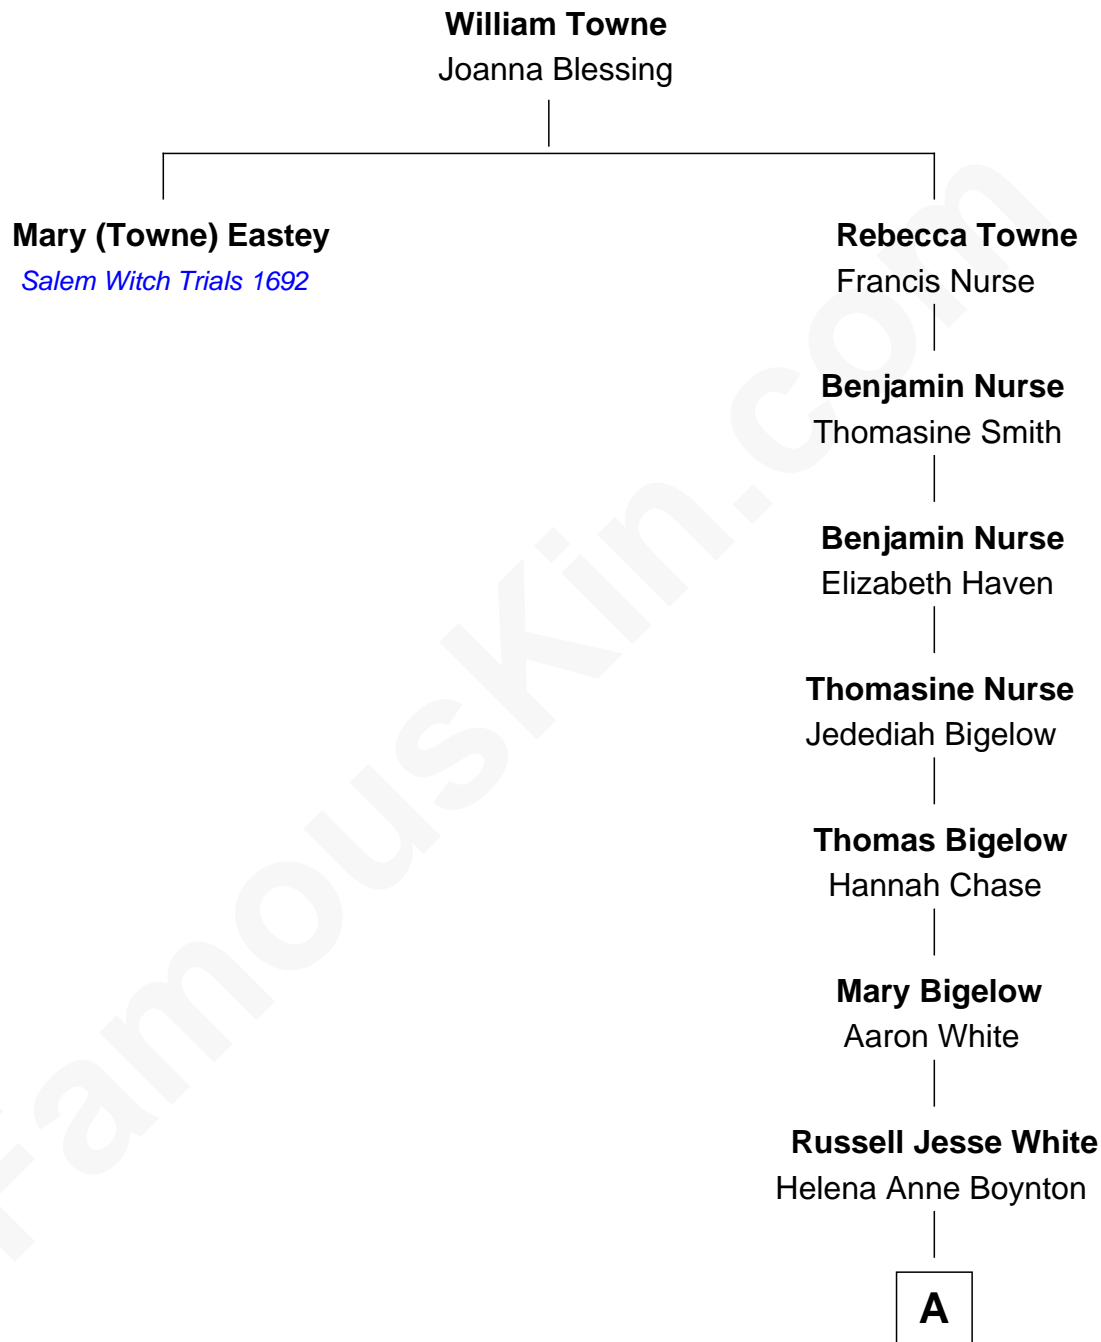 William Towne
Joanna Blessing
Mary (Towne) Eastey
Salem Witch Trials 1692
Rebecca Towne
Francis Nurse
Benjamin Nurse
Thomasine Smith
Benjamin Nurse
Elizabeth Haven
Thomasine Nurse
Jedediah Bigelow
Thomas Bigelow
Hannah Chase
Mary Bigelow
Aaron White
Russell Jesse White
Helena Anne Boynton
A
FamousKin.com